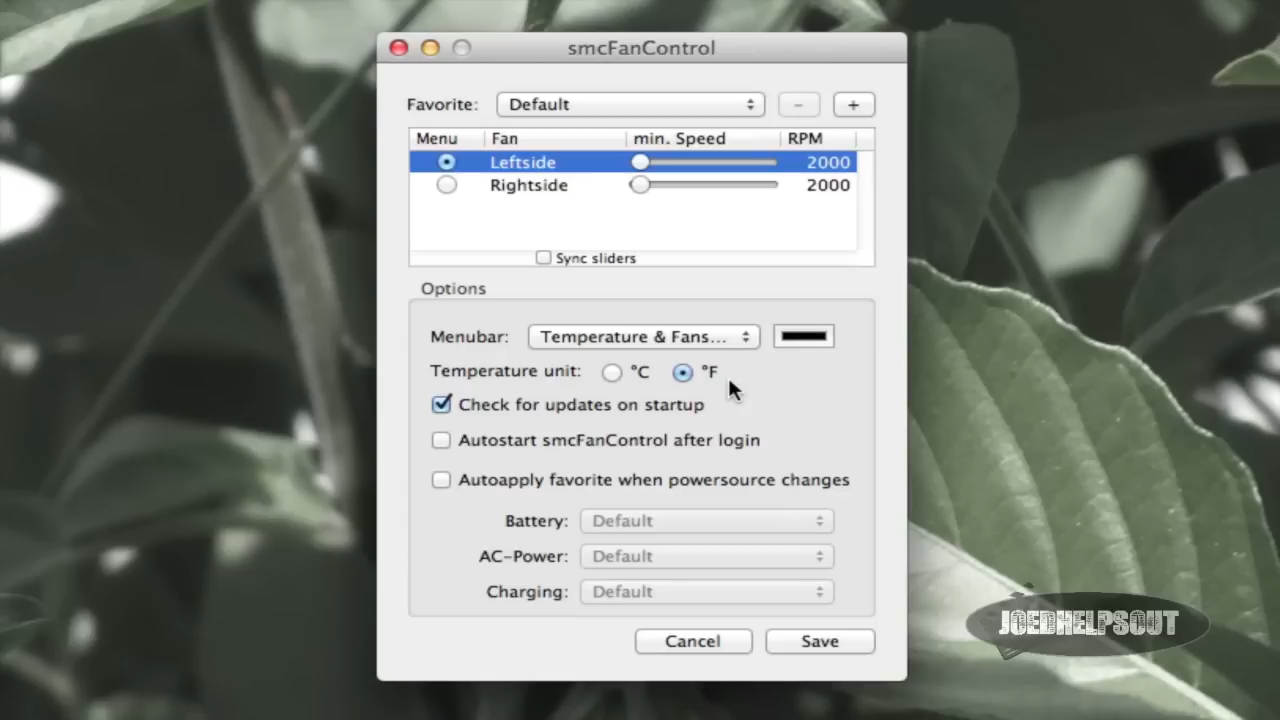 smcFanControl
Favorite: Default - +
Menu Fan min. Speed RPM
Leftside 2000
Rightside 2000
Sync sliders
Options
Menubar: Temperature & Fans...
Temperature unit: °C °F
Check for updates on startup
Autostart smcFanControl after login
Autoapply favorite when powersource changes
Battery: Default
AC-Power: Default
Charging: Default
Cancel Save
JOEDHELPSOUT